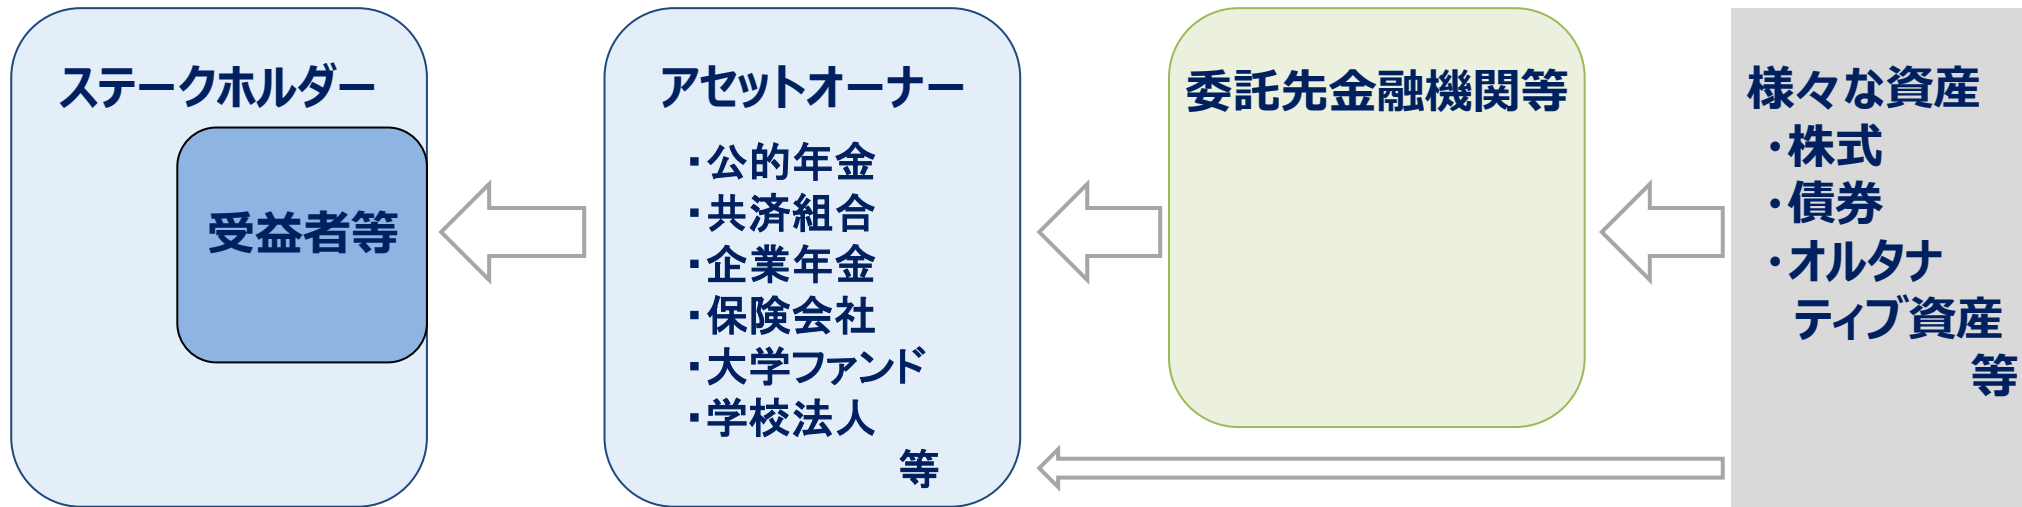 ステークホルダー
受益者等
アセットオーナー
・公的年金
・共済組合
・企業年金
・保険会社
・大学ファンド
・学校法人
等
委託先金融機関等
様々な資産
・株式
・債券
・オルタナ
ティブ資産
等